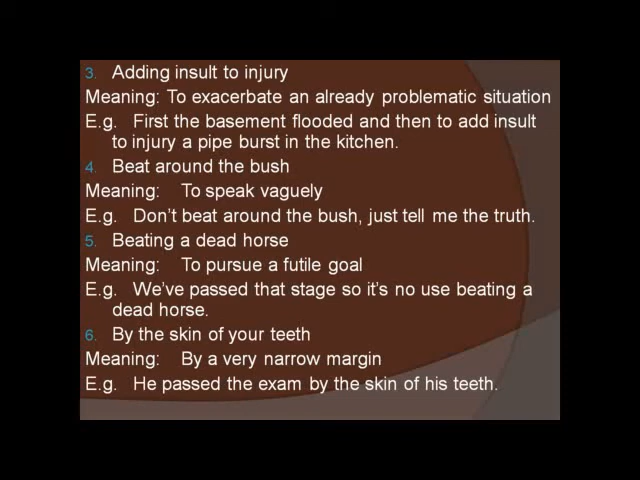 3. Adding insult to injury
Meaning: To exacerbate an already problematic situation
E.g. First the basement flooded and then to add insult
to injury a pipe burst in the kitchen.
4. Beat around the bush
Meaning: To speak vaguely
E.g. Don't beat around the bush, just tell me the truth.
5. Beating a dead horse
Meaning: To pursue a futile goal
E.g. We've passed that stage so it's no use beating a
dead horse.
6. By the skin of your teeth
Meaning: By a very narrow margin
E.g. He passed the exam by the skin of his teeth.